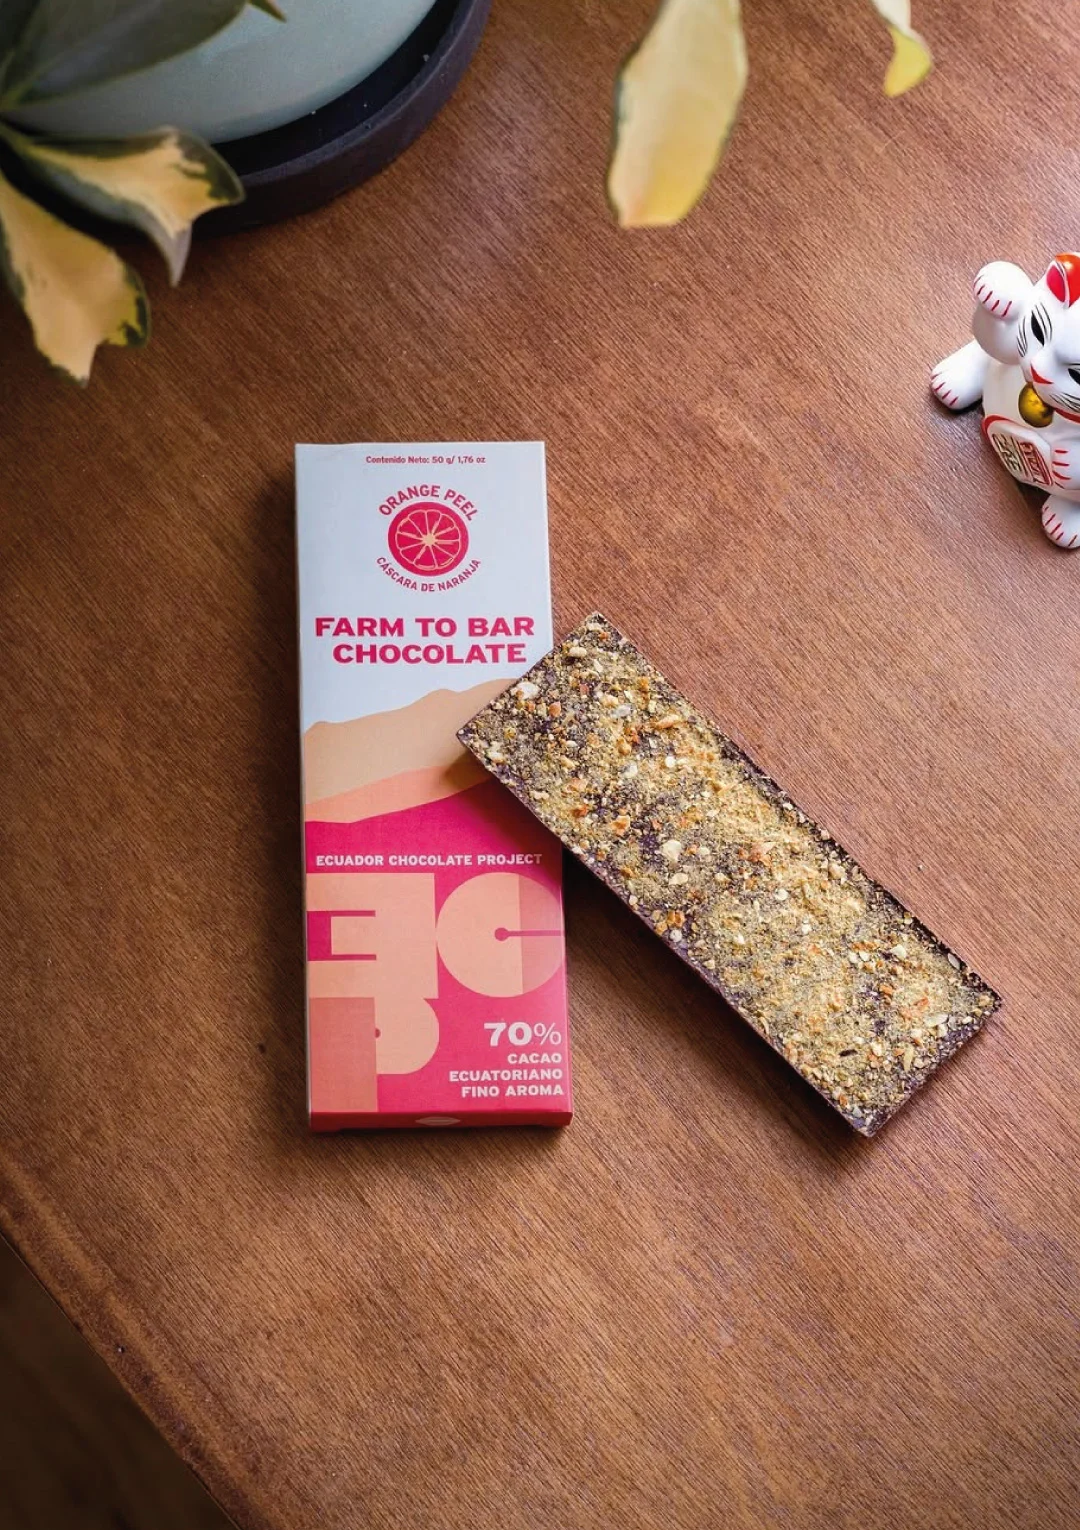 Contenido Neto: 50 g/ 1,76 oz
ORANGE PEEL
CÁSCARA DE NARANJA
FARM TO BAR
CHOCOLATE
ECUADOR CHOCOLATE PROJECT
EC
P
70%
CACAO
ECUATORIANO
FINO AROMA